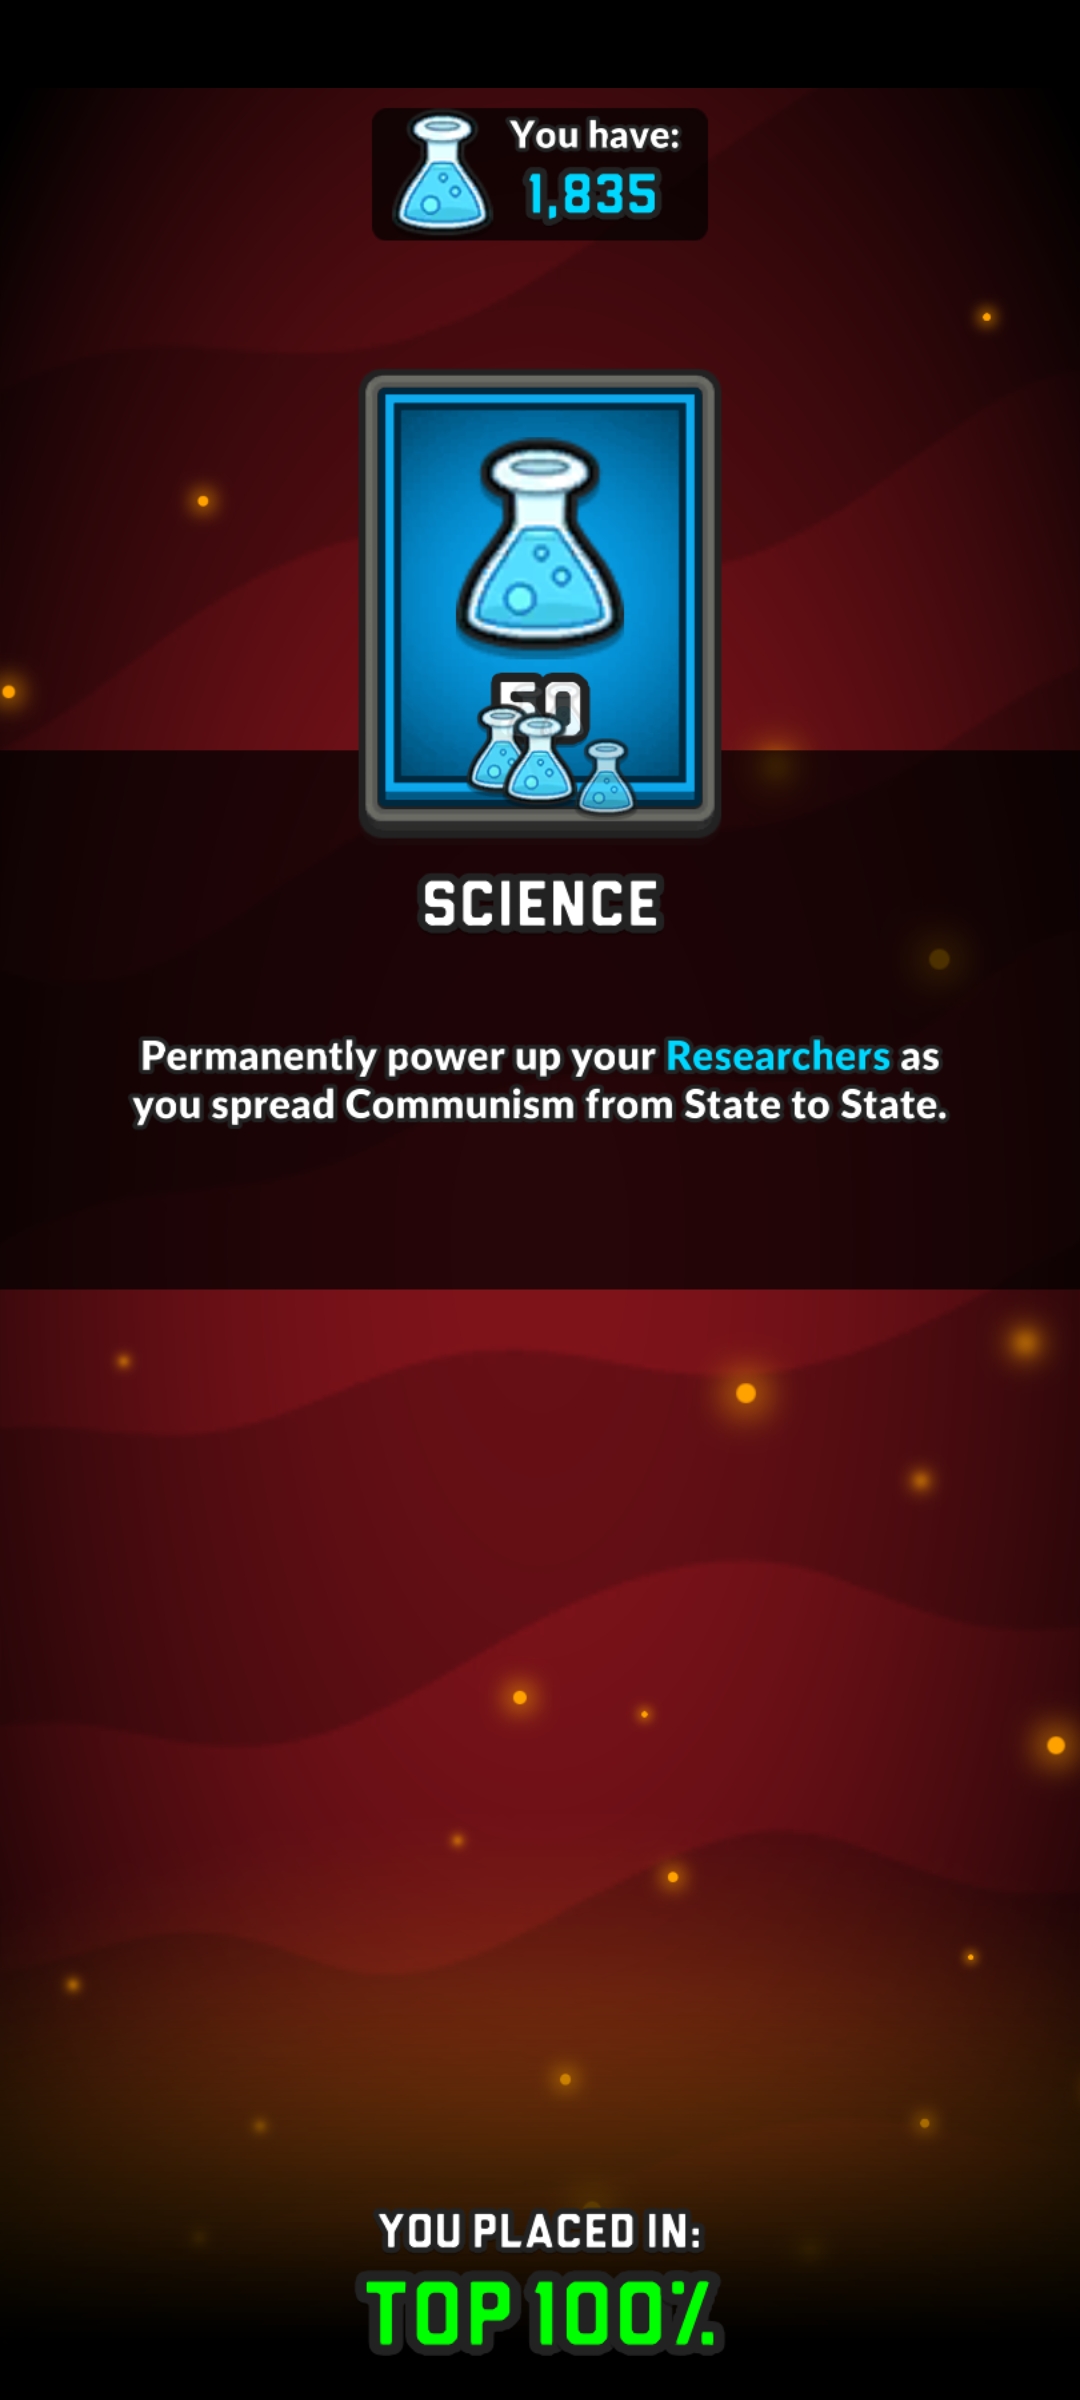 You have:
1,835
50
SCIENCE
Permanently power up your Researchers as
you spread Communism from State to State.
YOU PLACED IN:
TOP 100%